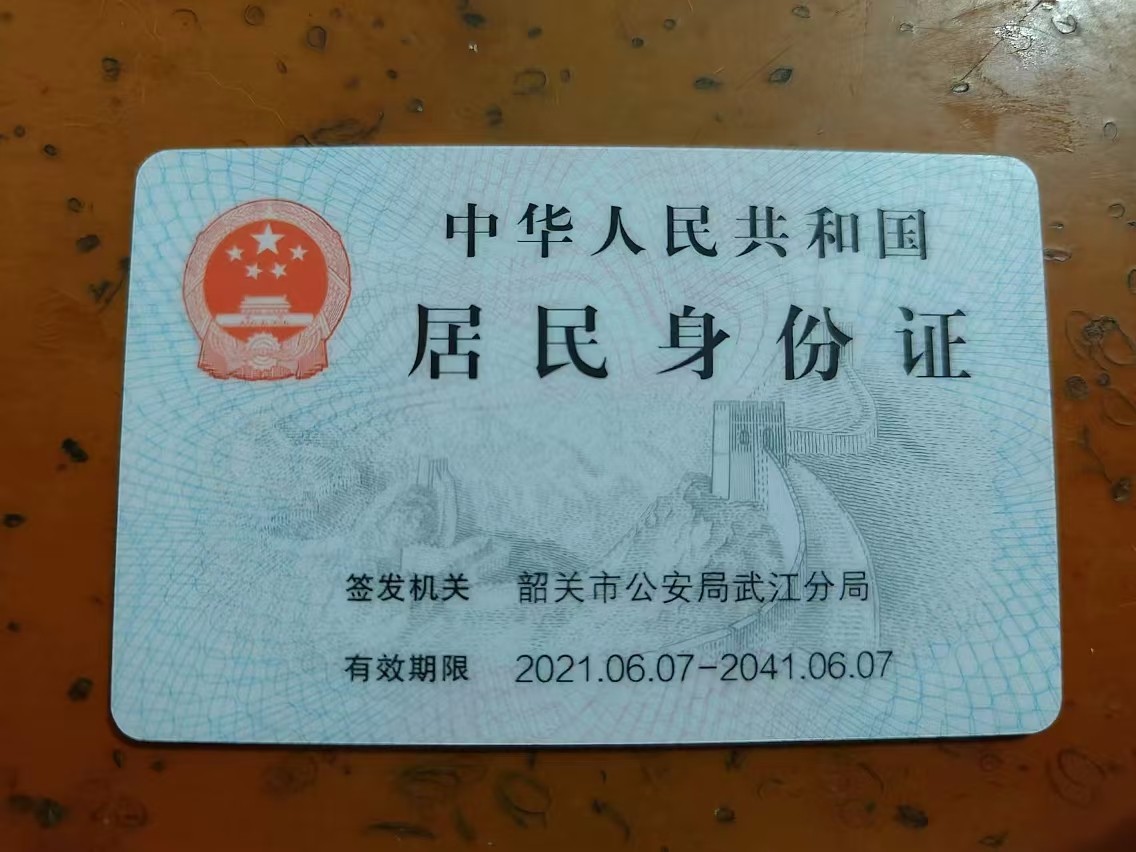 中华人民共和国
居民身份证
签发机关 韶关市公安局武江分局
有效期限 2021.06.07-2041.06.07